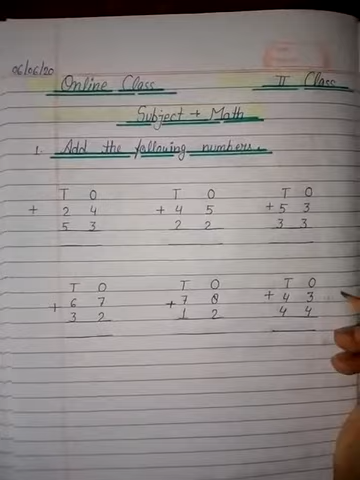 06/06/20
Online Class II Class
Subject → Math
1. Add the following numbers.
T O T O T O
+ 2 4 + 4 5 + 5 3
5 3 2 2 3 3
T O T O T O
+ 6 7 + 7 0 + 4 3
3 2 1 2 4 4